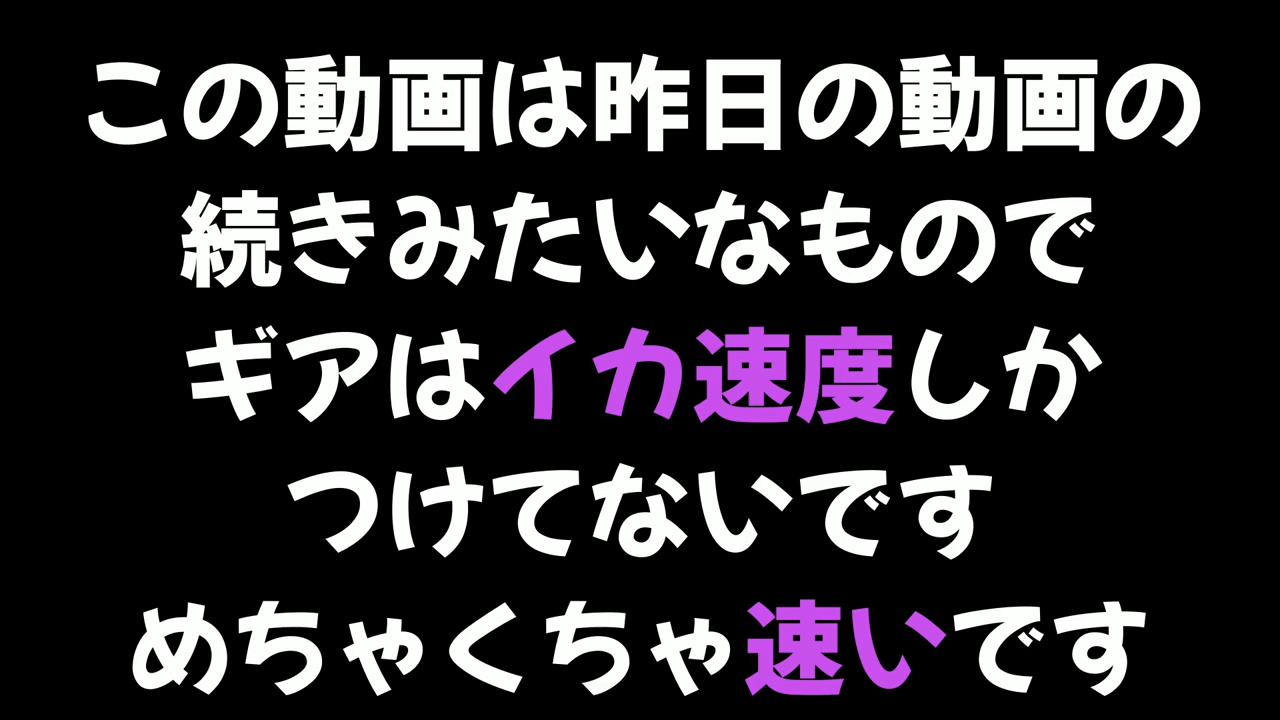 この動画は昨日の動画の
続きみたいなもので
ギアはイカ速度しか
つけてないです
めちゃくちゃ速いです